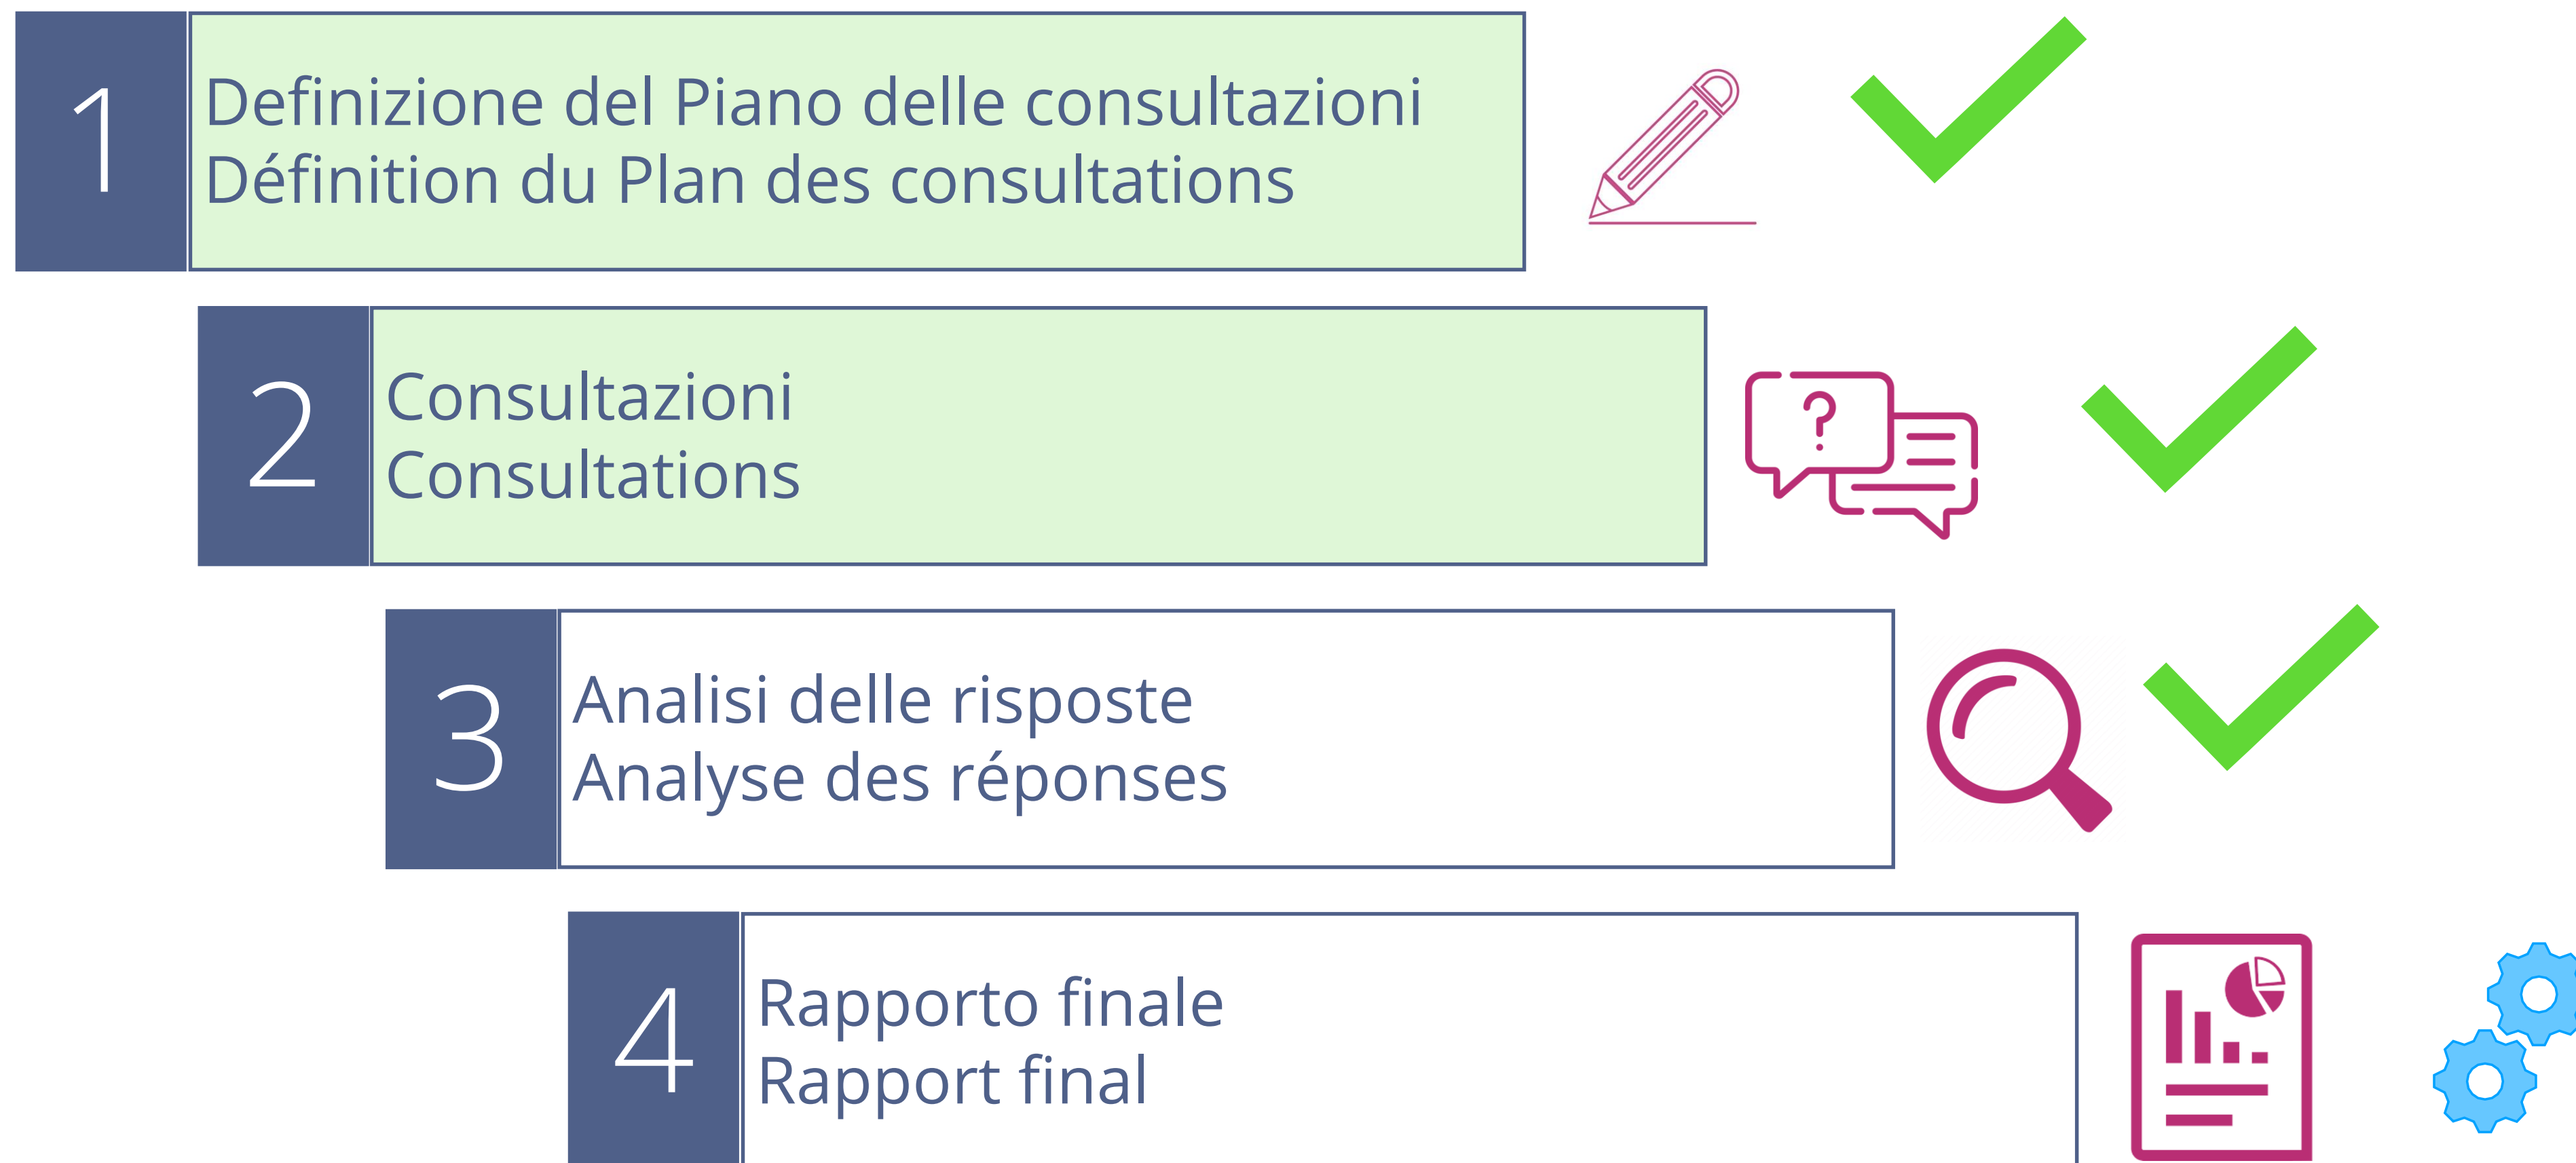 1
Definizione del Piano delle consultazioni
Définition du Plan des consultations
2
Consultazioni
Consultations
?
3
Analisi delle risposte
Analyse des réponses
4
Rapporto finale
Rapport final